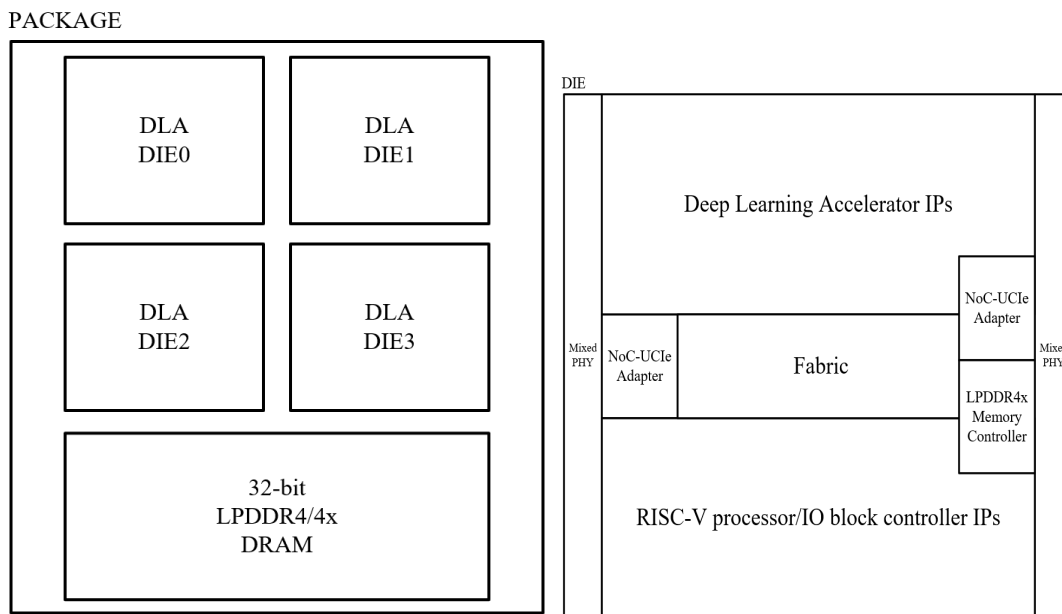 PACKAGE
DLA
DIE0
DLA
DIE1
DLA
DIE2
DLA
DIE3
32-bit
LPDDR4/4x
DRAM
DIE
Deep Learning Accelerator IPs
NoC-UCIe
Adapter
Mixed
PHY
NoC-UCIe
Adapter
Fabric
Mixe
PHY
LPDDR4x
Memory
Controller
RISC-V processor/IO block controller IPs